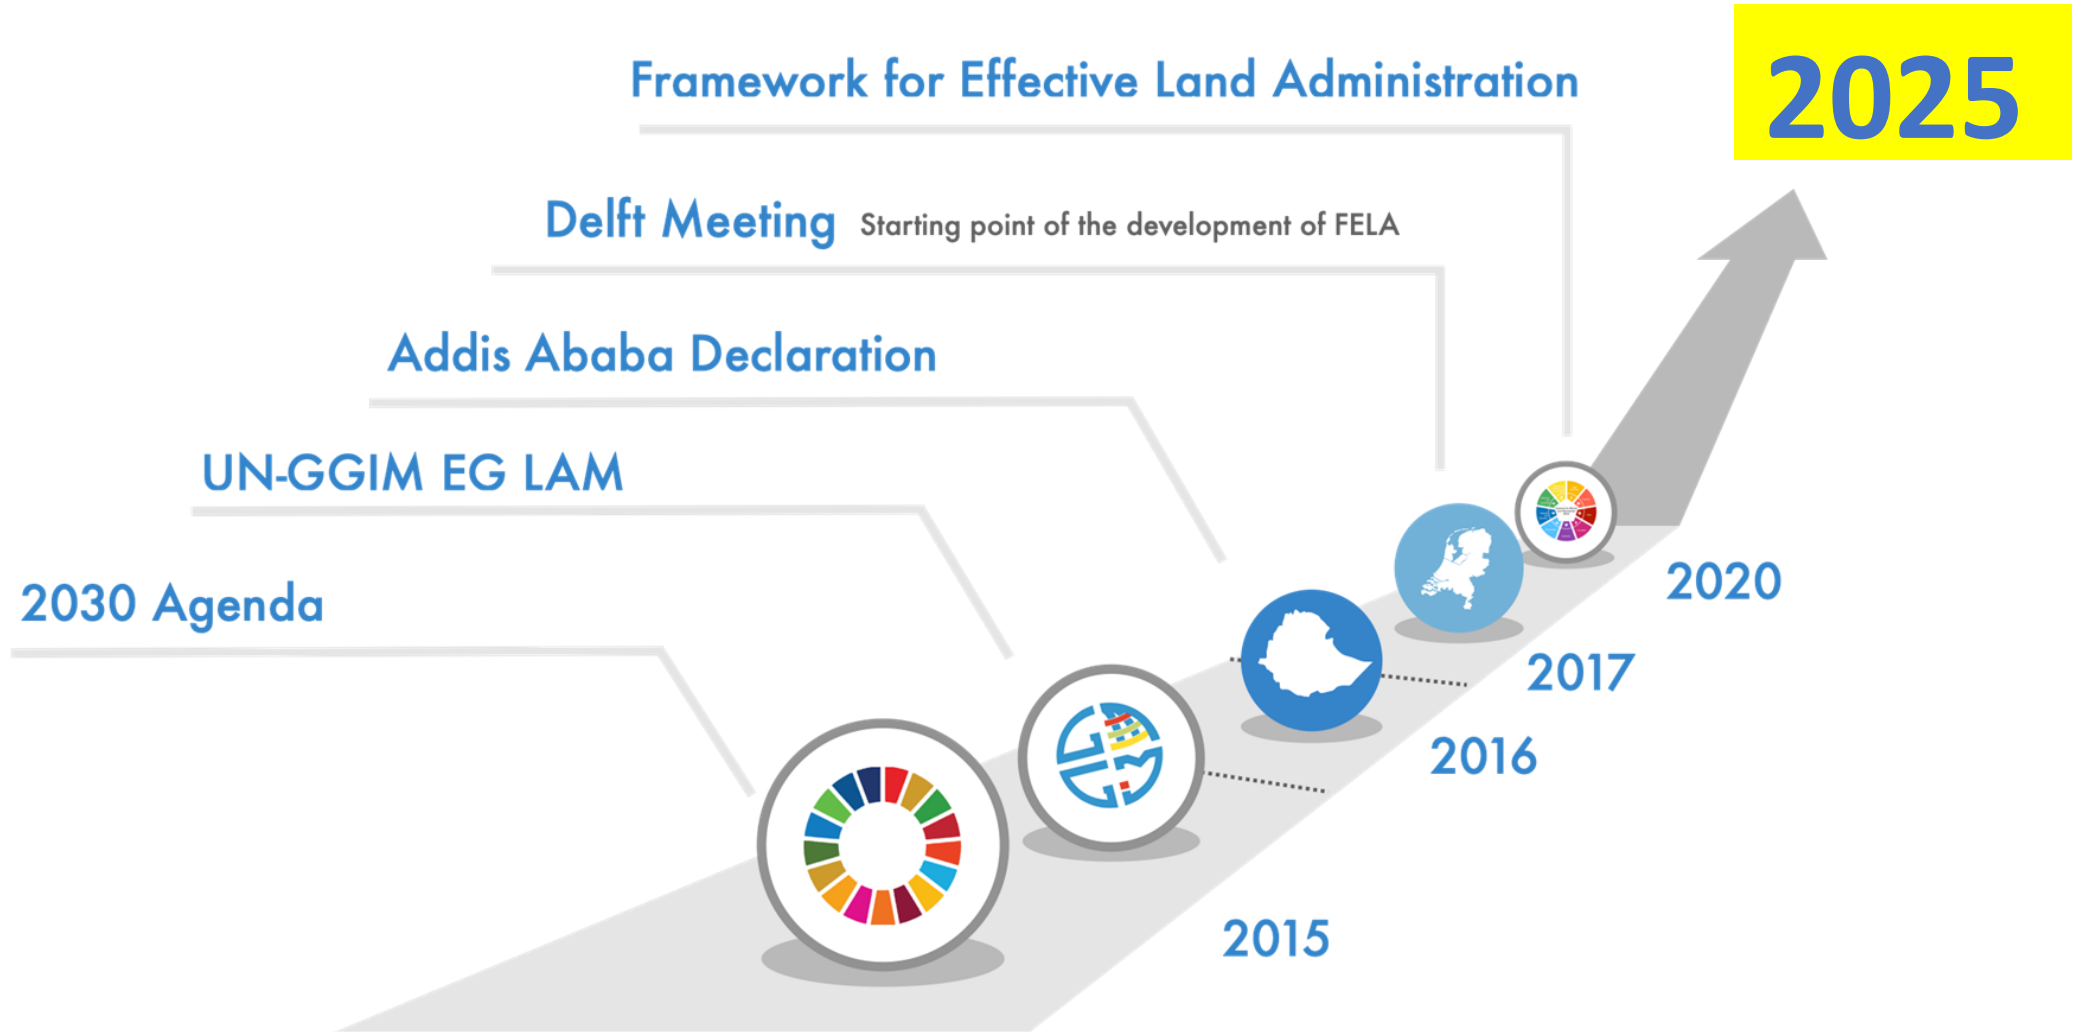 Framework for Effective Land Administration
2025
Delft Meeting Starting point of the development of FELA
Addis Ababa Declaration
UN-GGIM EG LAM
2030 Agenda
2020
2017
2016
2015